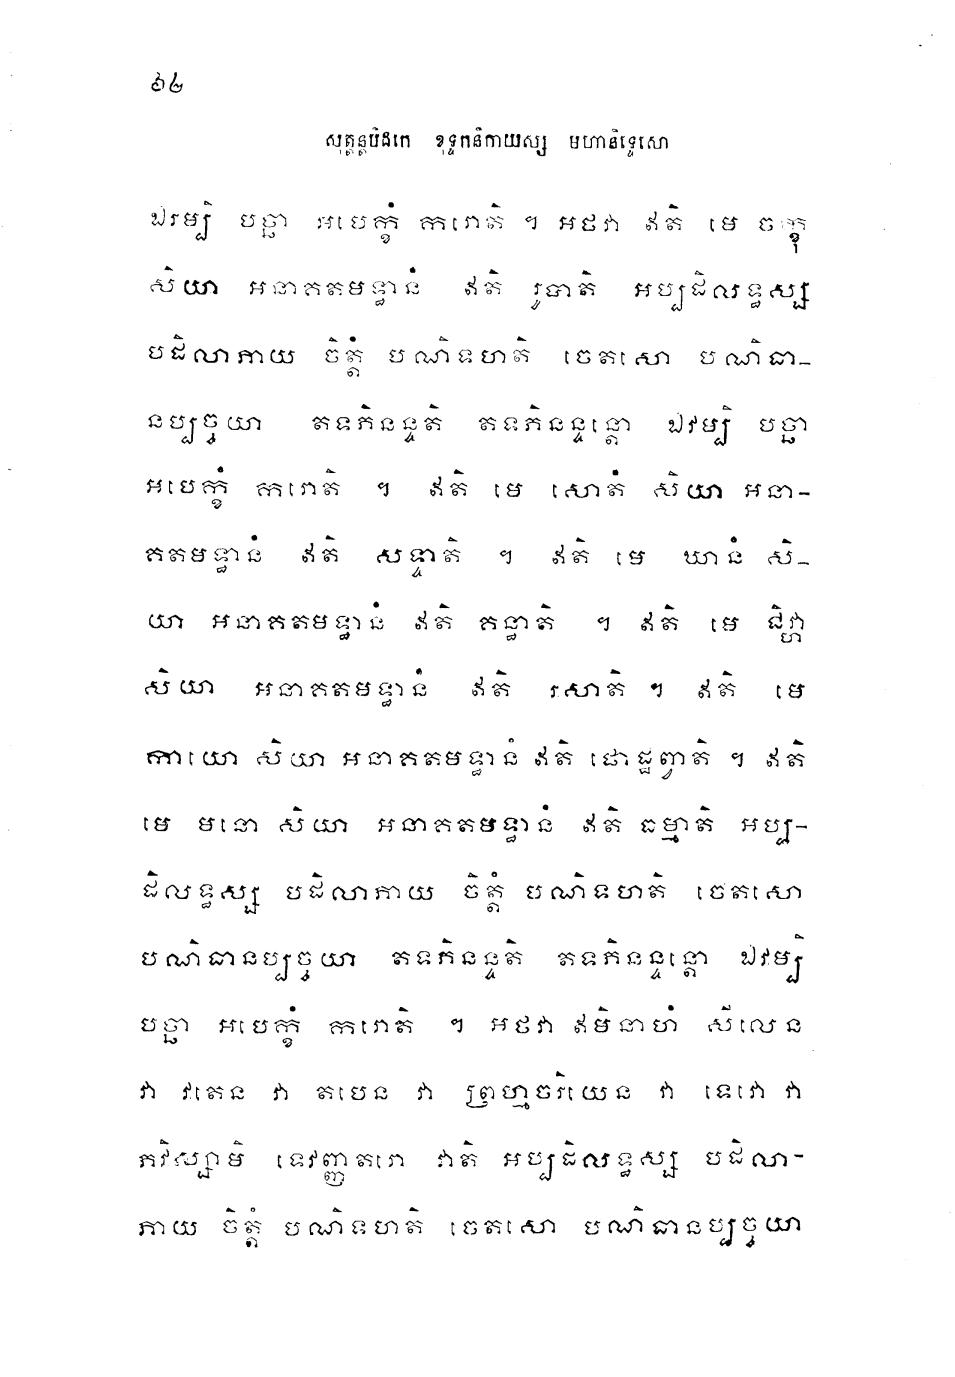 ៦៤
សុត្តន្តបិដកេ ខុទ្ទកនិកាយស្ស មហានិទ្ទេសោ
ឯវម្បិ បច្ឆា អបេក្ខំ ករោតិ ។ អថវា ឥតិ មេ ចក្ខុ
សិយា អនាគតមទ្ធានំ ឥតិ រូបាតិ អប្បដិលទ្ធស្ស
បដិលាភាយ ចិត្តំ បណិទហតិ ចេតសោ បណិធា-
នប្បច្ចយា តទភិនន្ទតិ តទភិនន្ទន្តោ ឯវម្បិ បច្ឆា
អបេក្ខំ ករោតិ ។ ឥតិ មេ សោតំ សិយា អនា-
គតមទ្ធានំ ឥតិ សទ្ទាតិ ។ ឥតិ មេ ឃានំ សិ-
យា អនាគតមទ្ធានំ ឥតិ គន្ធាតិ ។ ឥតិ មេ ជិវ្ហា
សិយា អនាគតមទ្ធានំ ឥតិ រសាតិ ។ ឥតិ មេ
កាយោ សិយា អនាគតមទ្ធានំ ឥតិ ផោដ្ឋព្វាតិ ។ ឥតិ
មេ មនោ សិយា អនាគតមទ្ធានំ ឥតិ ធម្មាតិ អប្ប-
ដិលទ្ធស្ស បដិលាភាយ ចិត្តំ បណិទហតិ ចេតសោ
បណិធានប្បច្ចយា តទភិនន្ទតិ តទភិនន្ទន្តោ ឯវម្បិ
បច្ឆា អបេក្ខំ ករោតិ ។ អថវា ឥមិនាហំ សីលេន
វា វតេន វា តបេន វា ព្រហ្មចរិយេន វា ទេវោ វា
ភវិស្សាមិ ទេវញ្ញតរោ វាតិ អប្បដិលទ្ធស្ស បដិលា-
ភាយ ចិត្តំ បណិទហតិ ចេតសោ បណិធានប្បច្ចយា